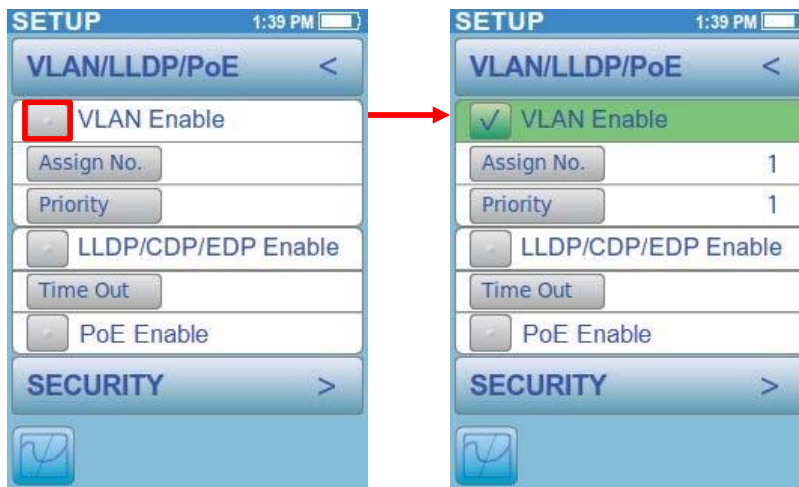 SETUP 1:39 PM
VLAN/LLDP/PoE <
VLAN Enable
Assign No.
Priority
LLDP/CDP/EDP Enable
Time Out
PoE Enable
SECURITY >
SETUP 1:39 PM
VLAN/LLDP/PoE <
✓ VLAN Enable
Assign No. 1
Priority 1
LLDP/CDP/EDP Enable
Time Out
PoE Enable
SECURITY >